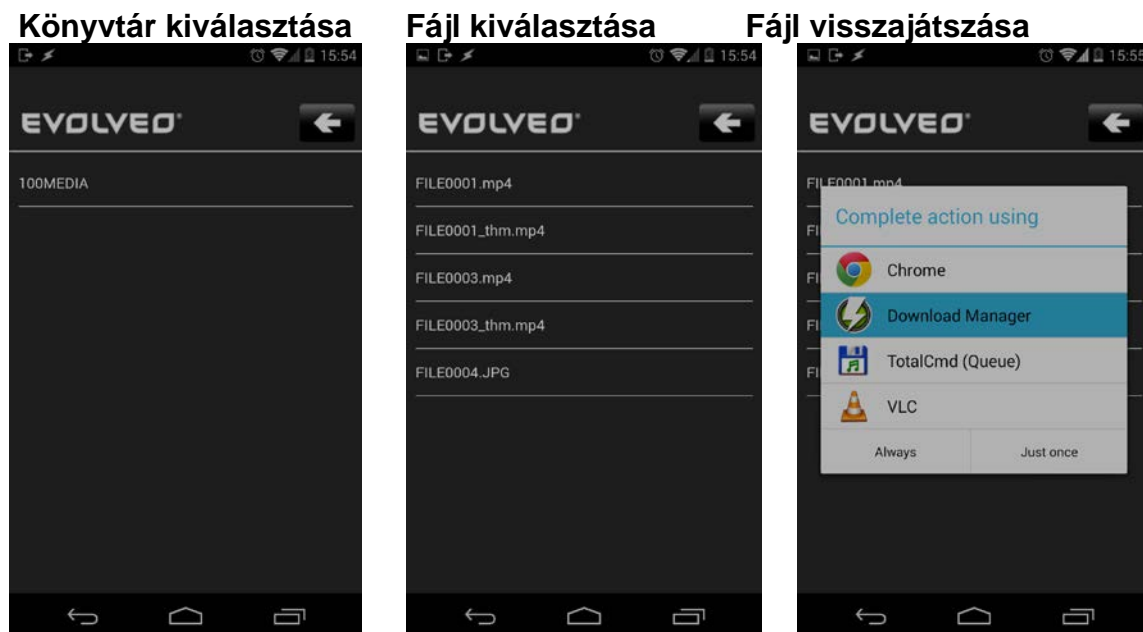 Könyvtár kiválasztása
Fájl kiválasztása
Fájl visszajátszása
15:54
EVOLVEO
100MEDIA
15:54
EVOLVEO
FILE0001.mp4
FILE0001_thm.mp4
FILE0003.mp4
FILE0003_thm.mp4
FILE0004.JPG
15:55
EVOLVEO
FILE0001.mp4
Complete action using
Chrome
Download Manager
TotalCmd (Queue)
VLC
Always Just once